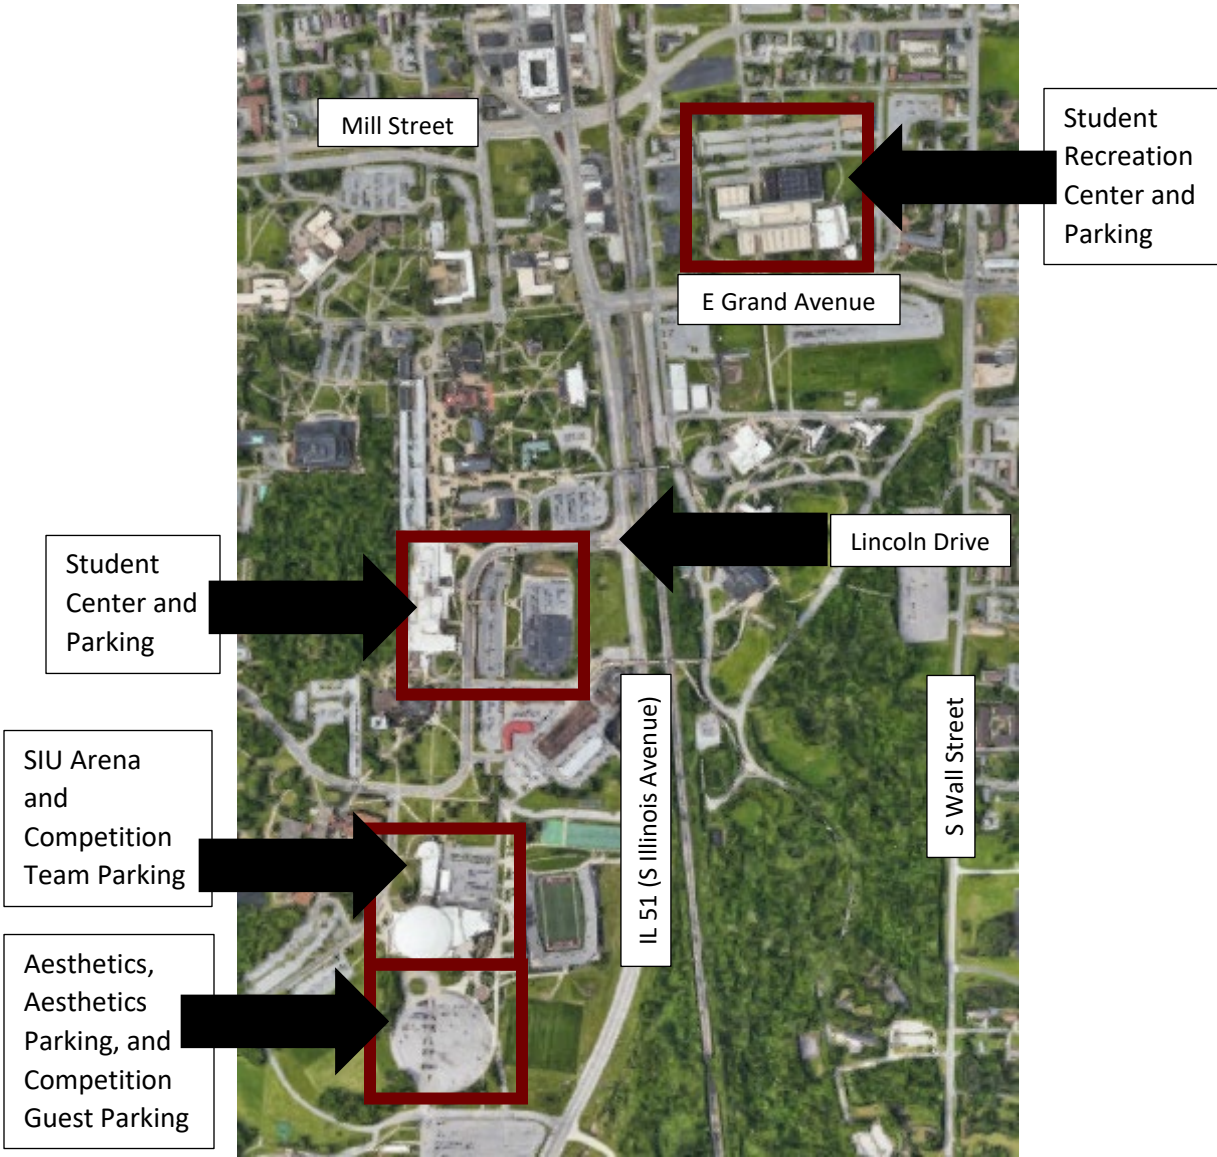 Mill Street
Student
Recreation
Center and
Parking
E Grand Avenue
Lincoln Drive
Student
Center and
Parking
IL 51 (S Illinois Avenue)
S Wall Street
SIU Arena
and
Competition
Team Parking
Aesthetics,
Aesthetics
Parking, and
Competition
Guest Parking